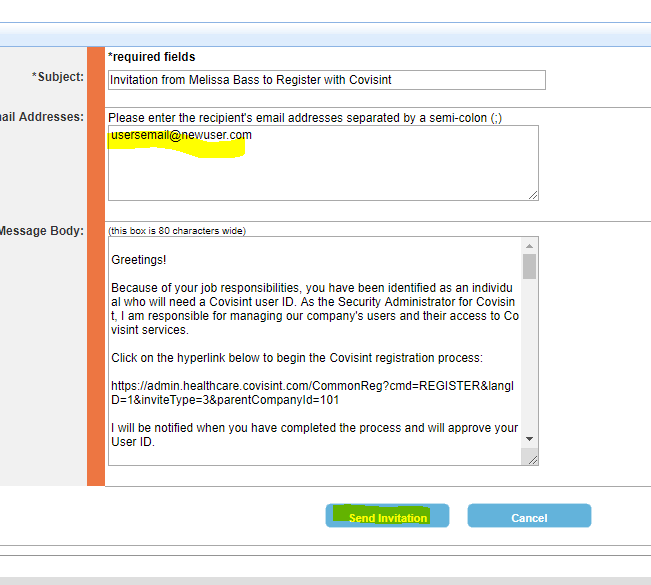 *required fields
*Subject:
Invitation from Melissa Bass to Register with Covisint
ail Addresses:
Please enter the recipient's email addresses separated by a semi-colon (;)
usersemail@newuser.com
Message Body:
(this box is 80 characters wide)
Greetings!
Because of your job responsibilities, you have been identified as an individu
al who will need a Covisint user ID. As the Security Administrator for Covisin
t, I am responsible for managing our company's users and their access to Co
visint services.
Click on the hyperlink below to begin the Covisint registration process:
https://admin.healthcare.covisint.com/CommonReg?cmd=REGISTER&langI
D=1&inviteType=3&parentCompanyId=101
I will be notified when you have completed the process and will approve your
User ID.
Send Invitation
Cancel